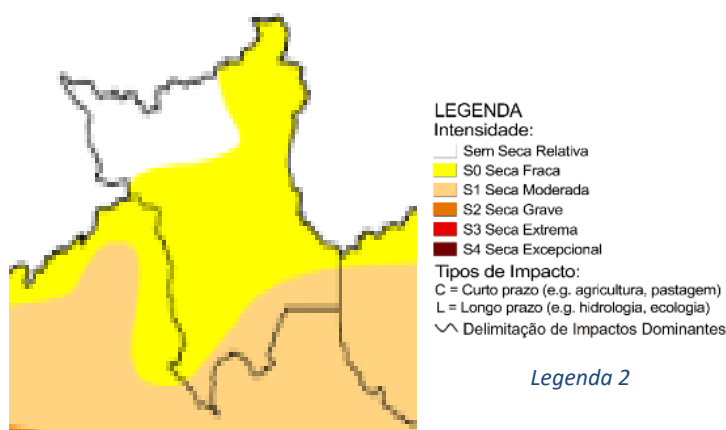 LEGENDA
Intensidade:
Sem Seca Relativa
S0 Seca Fraca
S1 Seca Moderada
S2 Seca Grave
S3 Seca Extrema
S4 Seca Excepcional
Tipos de Impacto:
C = Curto prazo (e.g. agricultura, pastagem)
L = Longo prazo (e.g. hidrologia, ecologia)
Delimitação de Impactos Dominantes
Legenda 2